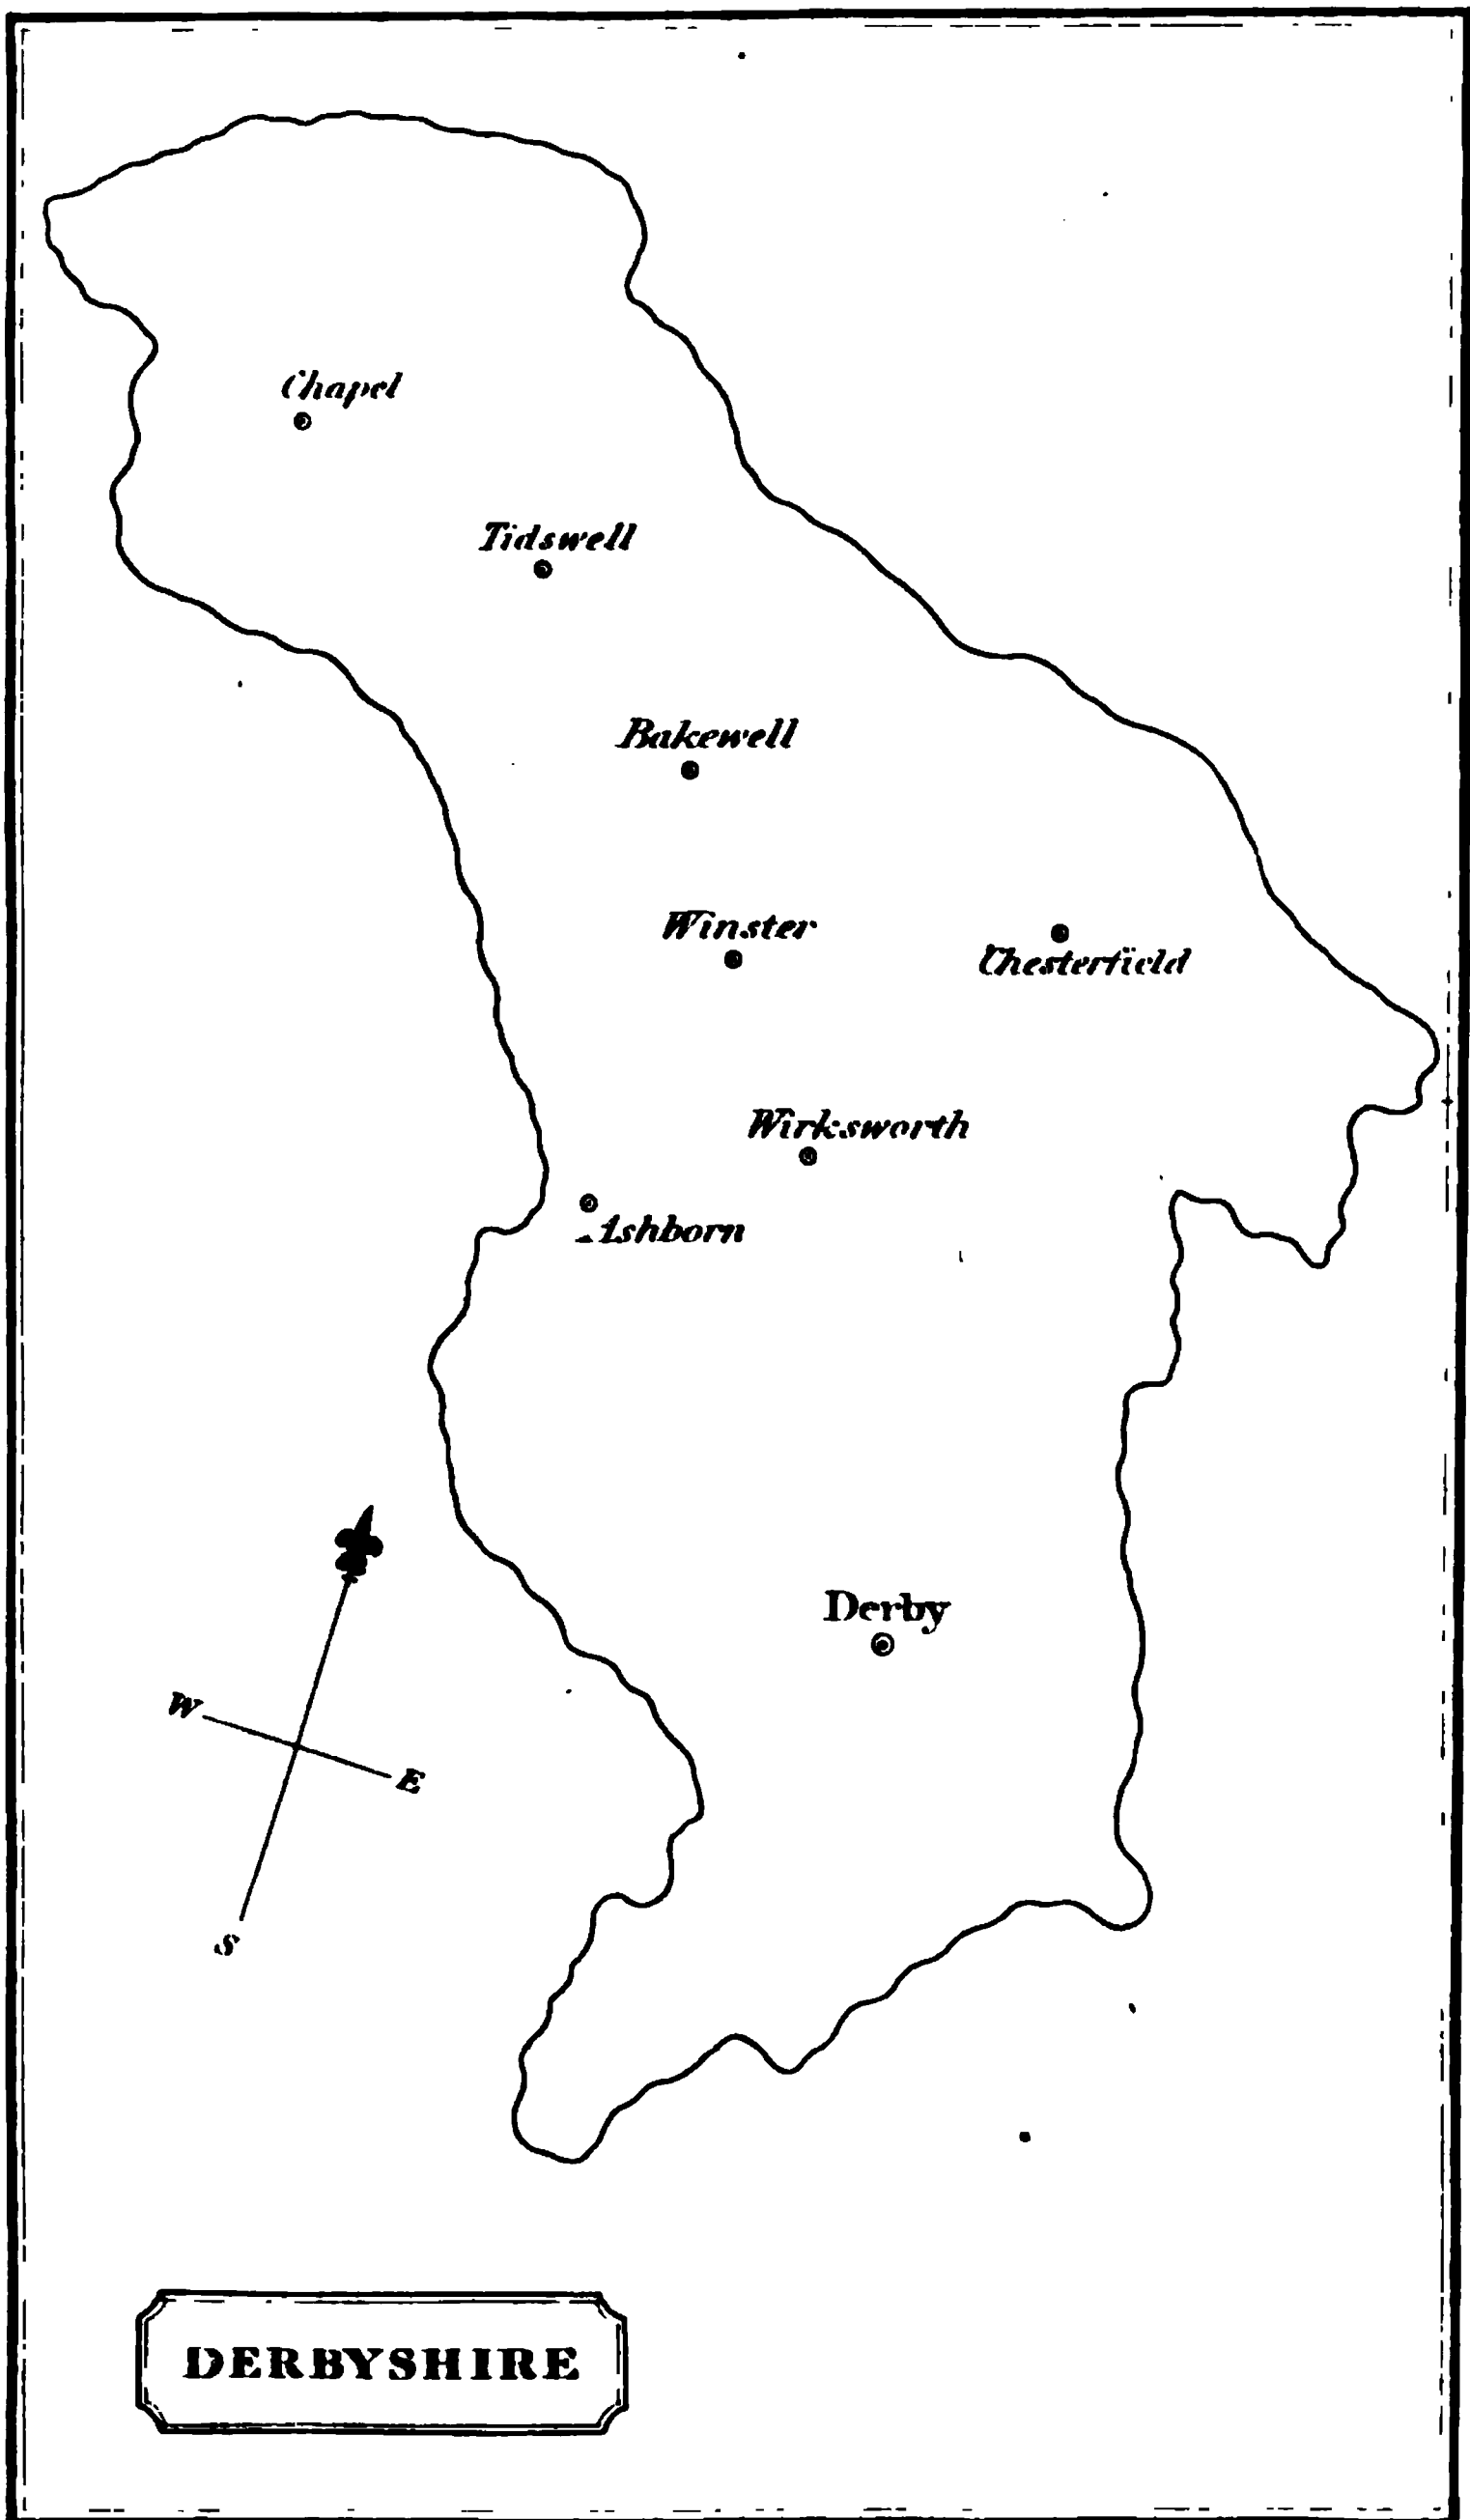 Chapel
Tidswell
Bakewell
Winster
Chesterfield
Wirksworth
Ashborn
Derby
W
E
S
DERBYSHIRE